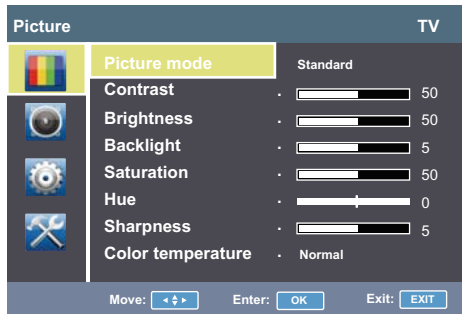 Picture TV
Picture mode Standard
Contrast . 50
Brightness . 50
Backlight . 5
Saturation . 50
Hue . 0
Sharpness . 5
Color temperature . Normal
Move: Enter: OK Exit: EXIT